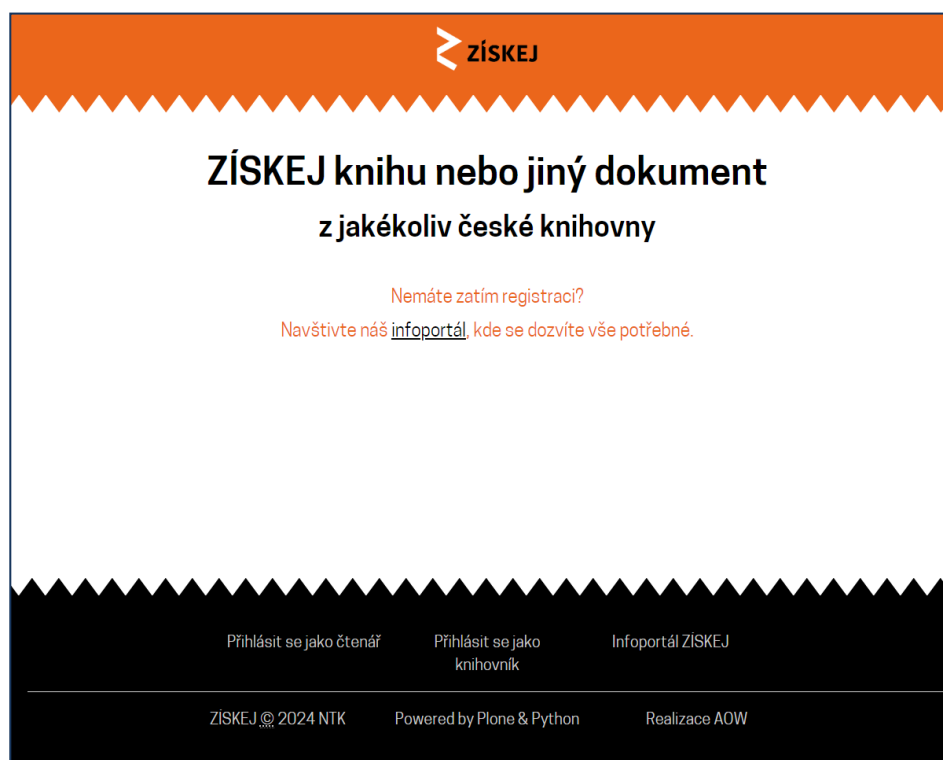 ZÍSKEJ
ZÍSKEJ knihu nebo jiný dokument
z jakékoliv české knihovny
Nemáte zatím registraci?
Navštivte náš infoportál, kde se dozvíte vše potřebné.
Přihlásit se jako čtenář
Přihlásit se jako
knihovník
Infoportál ZÍSKEJ
ZÍSKEJ © 2024 NTK
Powered by Plone & Python
Realizace AOW